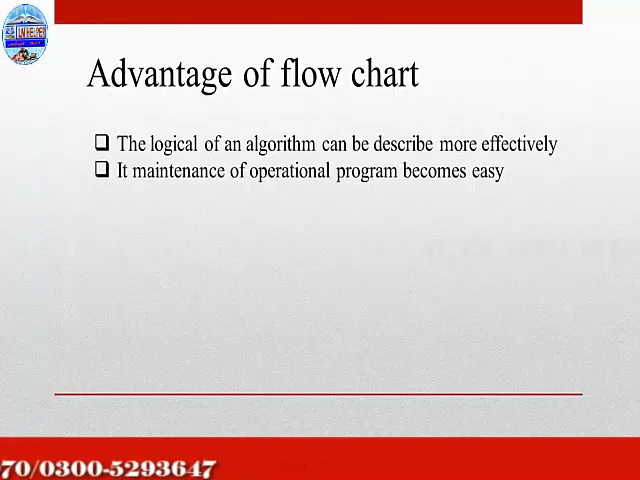 Advantage of flow chart
❑ The logical of an algorithm can be describe more effectively
❑ It maintenance of operational program becomes easy
70/0300-5293647